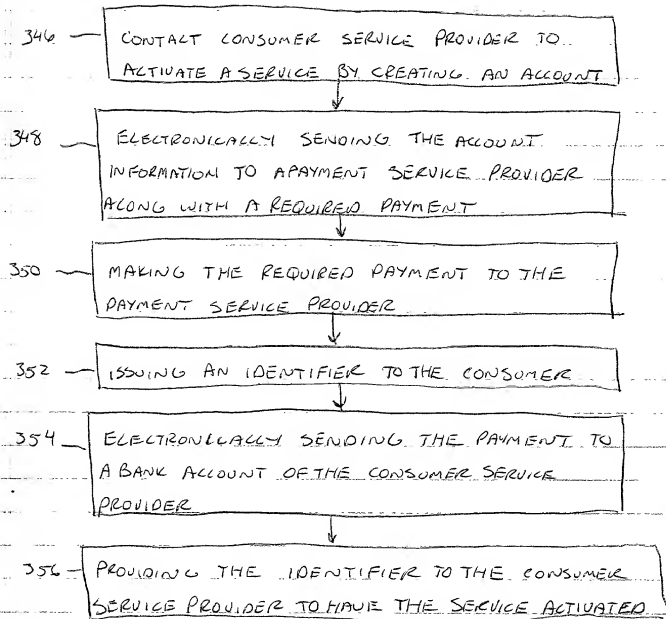 346
CONTACT CONSUMER SERVICE PROVIDER TO
ACTIVATE A SERVICE BY CREATING AN ACCOUNT
348
ELECTRONICALLY SENDING THE ACCOUNT
INFORMATION TO APAYMENT SERVICE PROVIDER
ALONG WITH A REQUIRED PAYMENT
350
MAKING THE REQUIRED PAYMENT TO THE
PAYMENT SERVICE PROVIDER
352
ISSUING AN IDENTIFIER TO THE CONSUMER
354
ELECTRONICALLY SENDING THE PAYMENT TO
A BANK ACCOUNT OF THE CONSUMER SERVICE
PROVIDER
356
PROVIDING THE IDENTIFIER TO THE CONSUMER
SERVICE PROVIDER TO HAVE THE SERVICE ACTIVATED